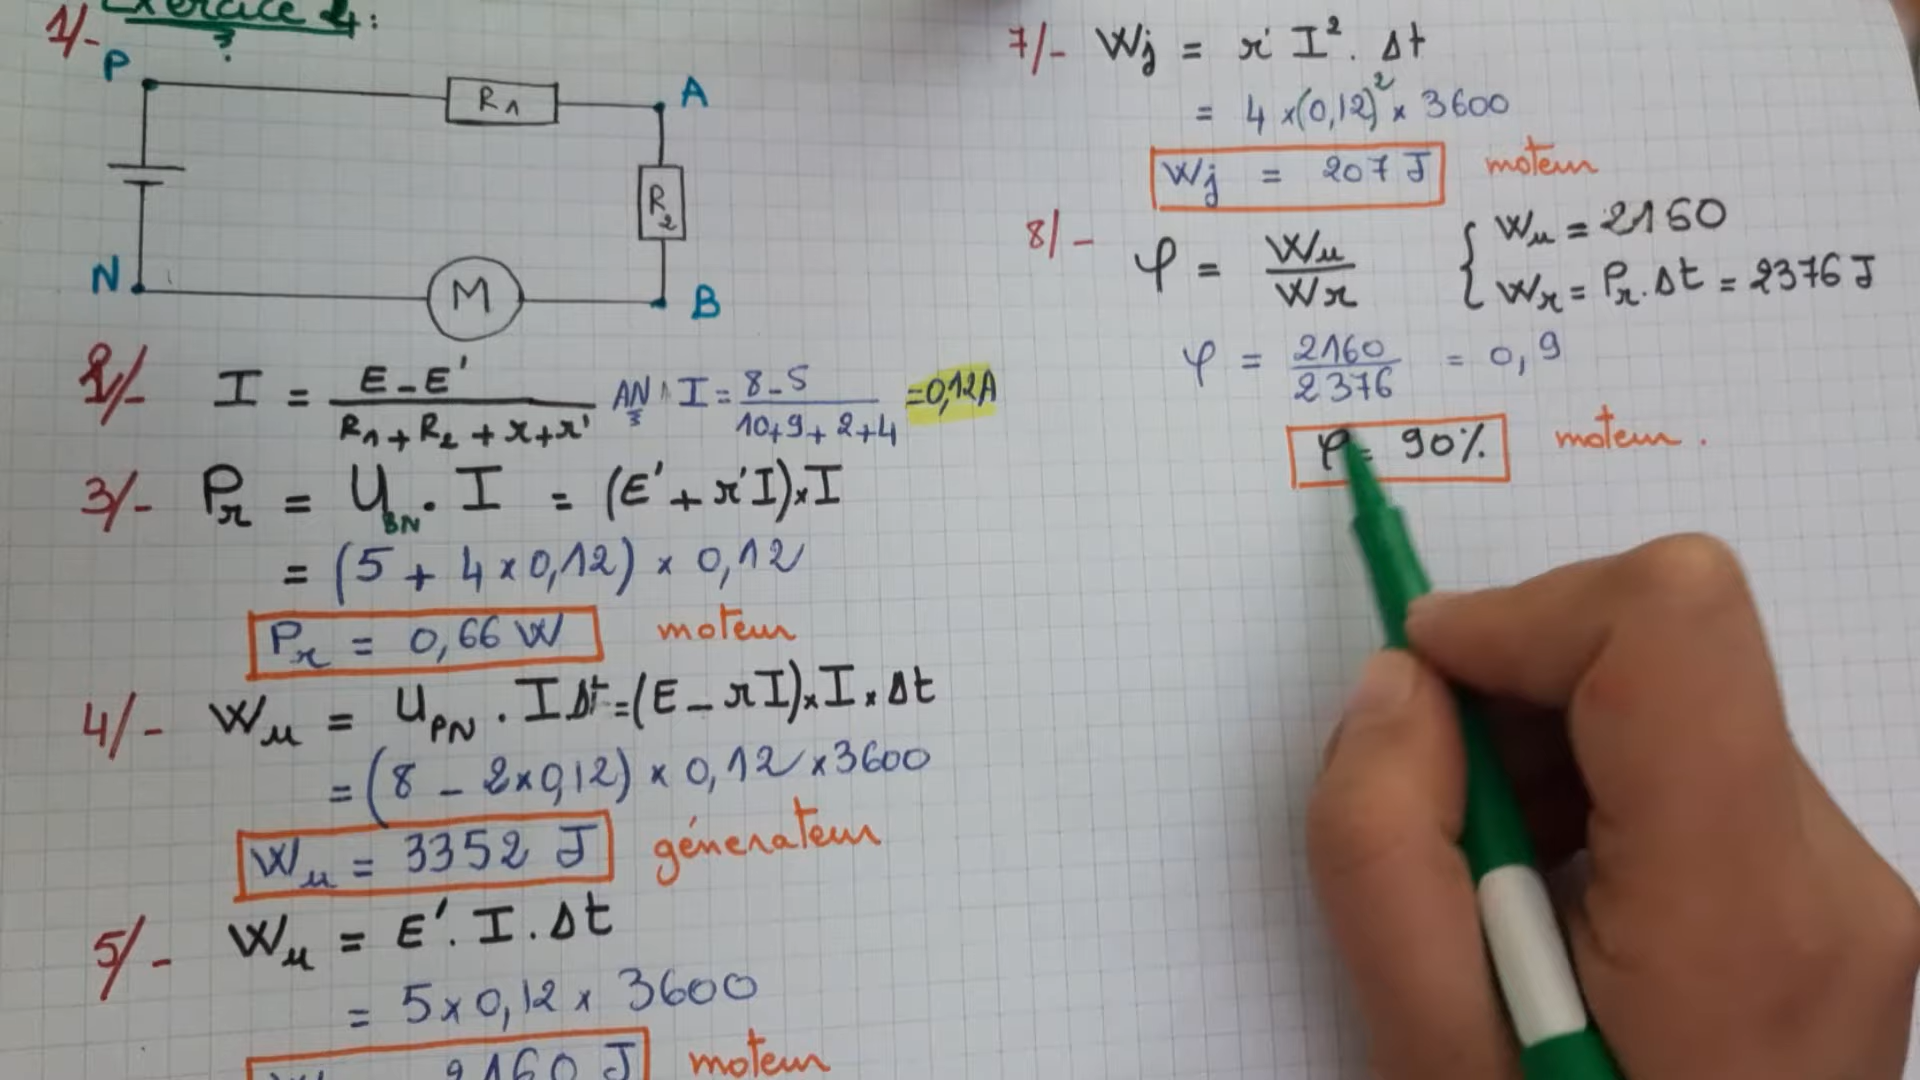 Exercice 4 :
1/-
P
R1
A
R2
N
M
B
2/- I = E - E' / R1 + R2 + r + r' AN : I = 8 - 5 / 10 + 9 + 2 + 4 = 0,12A
3/- Pr = UBN . I = (E' + r'I) × I
= (5 + 4 × 0,12) × 0,12
Pr = 0,66 W moteur
4/- Wu = UPN . I Δt = (E - rI) × I × Δt
= (8 - 2×0,12) × 0,12 × 3600
Wu = 3352 J génerateur
5/- Wu = E' . I . Δt
= 5 × 0,12 × 3600
2160 J moteur
7/- Wj = r' I² . Δt
= 4 × (0,12)² × 3600
Wj = 207 J moteur
8/- ρ = Wu / Wr { Wu = 2160
Wr = Pr . Δt = 2376 J
ρ = 2160 / 2376 = 0,9
ρ = 90% moteur .